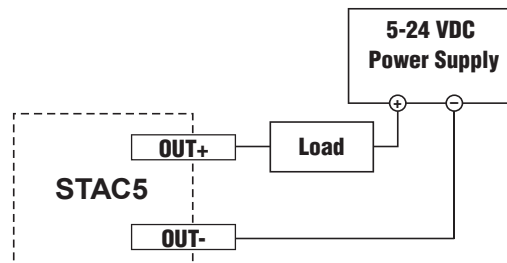 5-24 VDC
Power Supply
+
−
OUT+
Load
STAC5
OUT-